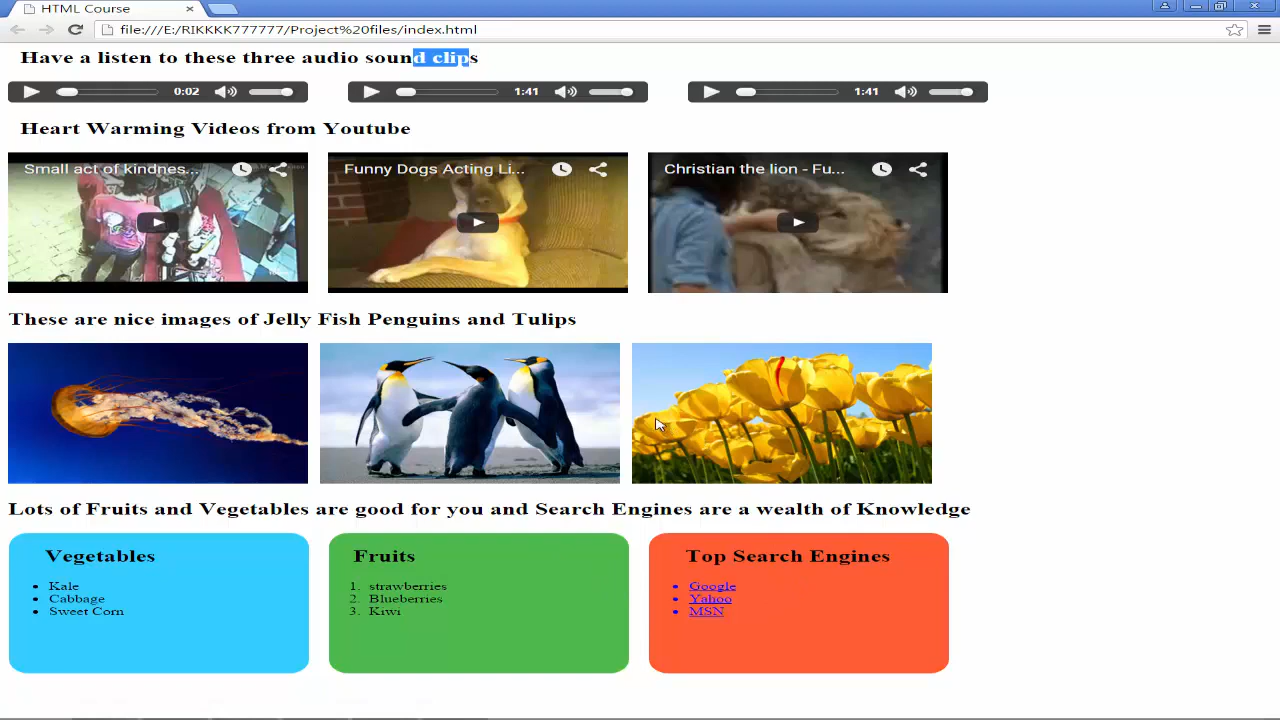 HTML Course
file:///E:/RIKKKK777777/Project%20files/index.html
Have a listen to these three audio sound clips
0:02 1:41 1:41
Heart Warming Videos from Youtube
Small act of kindnes... Funny Dogs Acting Li... Christian the lion - Fu...
These are nice images of Jelly Fish Penguins and Tulips
Lots of Fruits and Vegetables are good for you and Search Engines are a wealth of Knowledge
Vegetables
• Kale
• Cabbage
• Sweet Corn
Fruits
1. strawberries
2. Blueberries
3. Kiwi
Top Search Engines
• Google
• Yahoo
• MSN